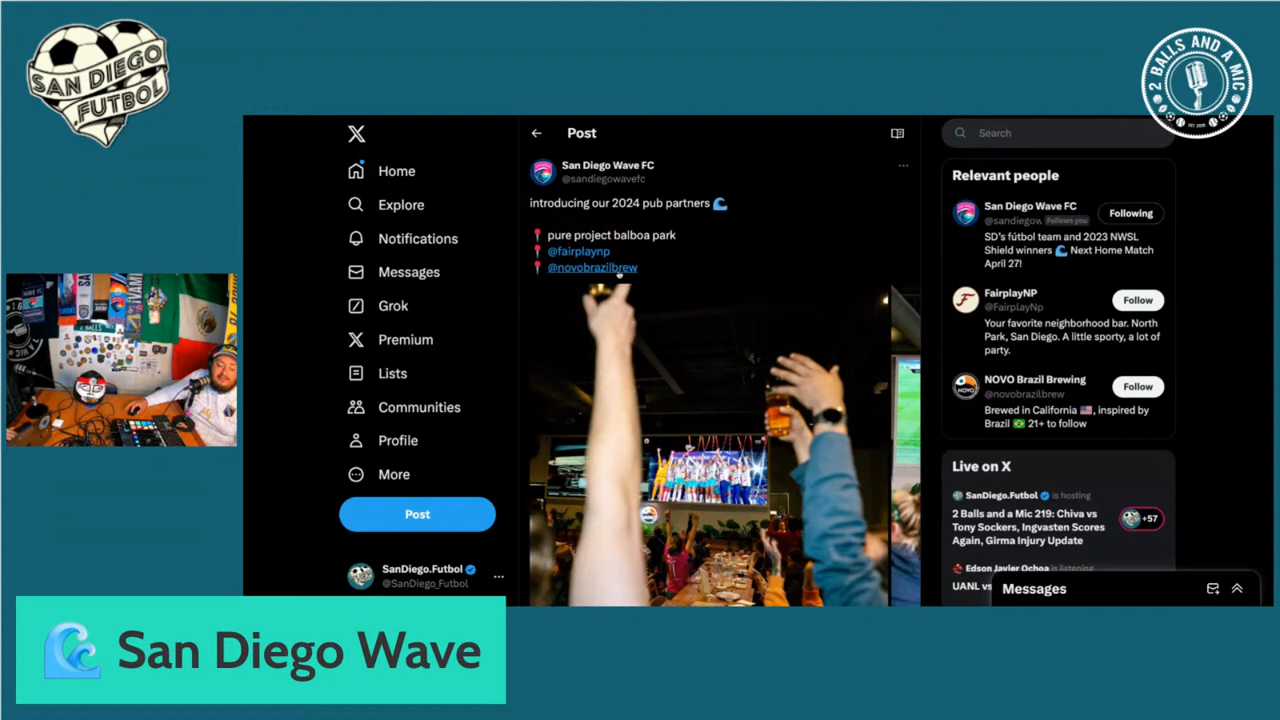 SAN DIEGO
.FUTBOL
2 BALLS AND A MIC
Home
Explore
Notifications
Messages
Grok
Premium
Lists
Communities
Profile
More
Post
SanDiego.Futbol
@SanDiego_Futbol
Post
San Diego Wave FC
@sandiegowavefc
introducing our 2024 pub partners 🌊
📍 pure project balboa park
📍 @fairplaynp
📍 @novobrazilbrew
Search
Relevant people
San Diego Wave FC
@sandiegow Follows you
Following
SD's fútbol team and 2023 NWSL
Shield winners 🌊 Next Home Match
April 27!
FairplayNP
@FairplayNp
Follow
Your favorite neighborhood bar. North
Park, San Diego. A little sporty, a lot of
party.
NOVO Brazil Brewing
@novobrazilbrew
Follow
Brewed in California 🇺🇸, inspired by
Brazil 🇧🇷 21+ to follow
Live on X
SanDiego.Futbol is hosting
2 Balls and a Mic 219: Chiva vs
Tony Sockers, Ingvasten Scores
Again, Girma Injury Update
+57
Edson Javier Ochoa is listening
UANL vs
Messages
🌊 San Diego Wave